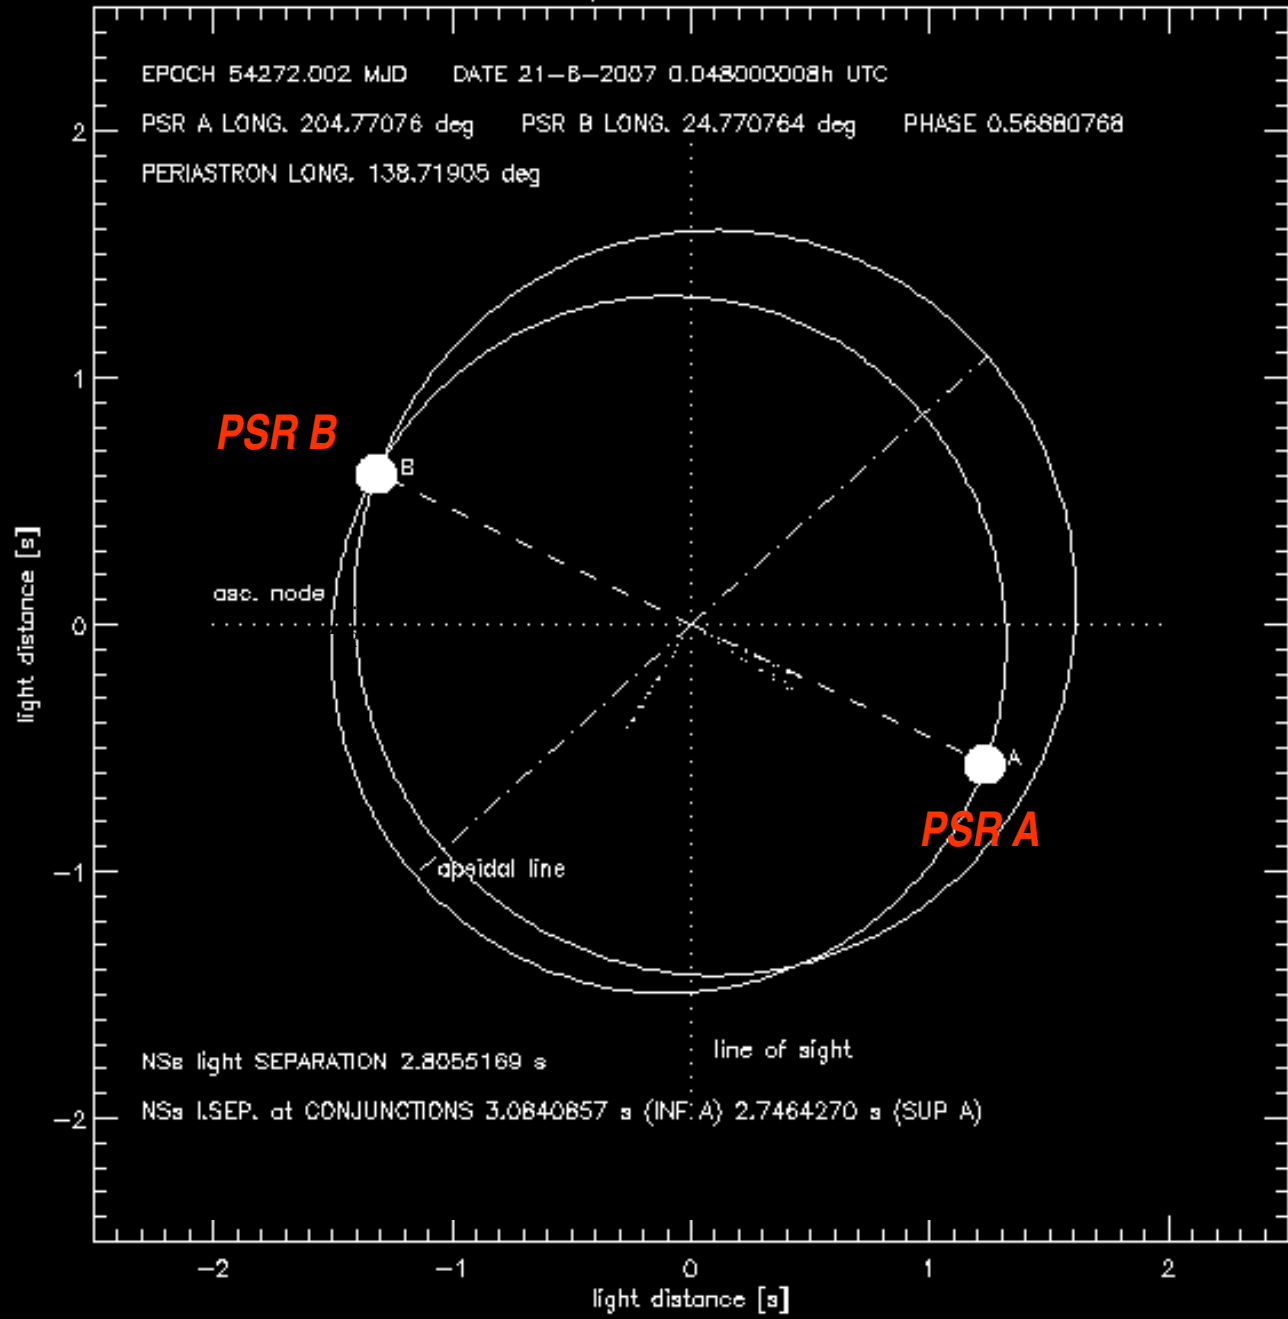 EPOCH 54272.002 MJD DATE 21-6-2007 0.048000008h UTC
PSR A LONG. 204.77076 deg PSR B LONG. 24.770764 deg PHASE 0.56880768
PERIASTRON LONG. 138.71905 deg
2
1
0
-1
-2
light distance [s]
PSR B
B
asc. node
A
PSR A
apsidal line
line of sight
NSs light SEPARATION 2.8055169 s
NSs l.SEP. at CONJUNCTIONS 3.0640657 s (INF A) 2.7464270 s (SUP A)
-2 -1 0 1 2
light distance [s]